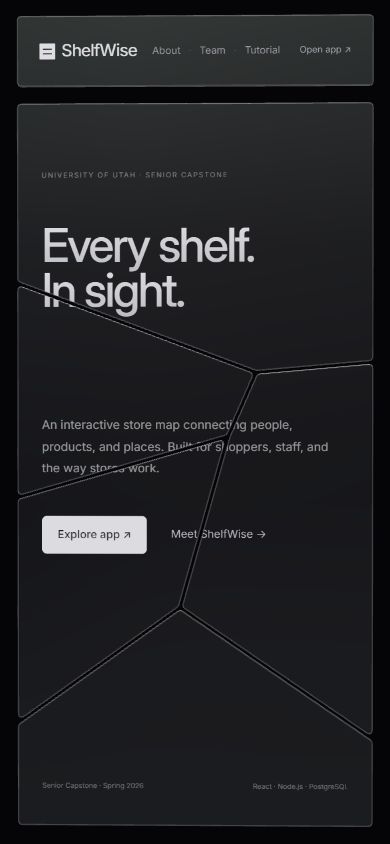 ShelfWise
About · Team · Tutorial
Open app ↗
UNIVERSITY OF UTAH · SENIOR CAPSTONE
Every shelf.
In sight.
An interactive store map connecting people,
products, and places. Built for shoppers, staff, and
the way stores work.
Explore app ↗
Meet ShelfWise →
Senior Capstone · Spring 2026
React · Node.js · PostgreSQL